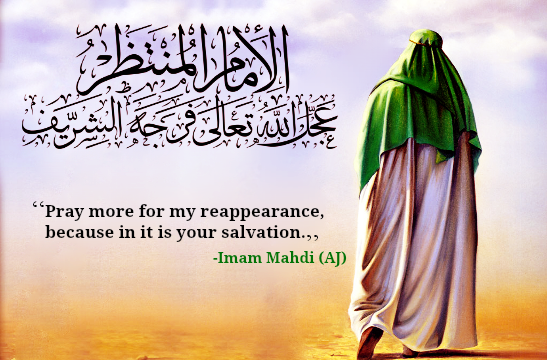 الإمام المنتظر
عجل الله تعالى فرجه الشريف
“Pray more for my reappearance,
because in it is your salvation.„
-Imam Mahdi (AJ)